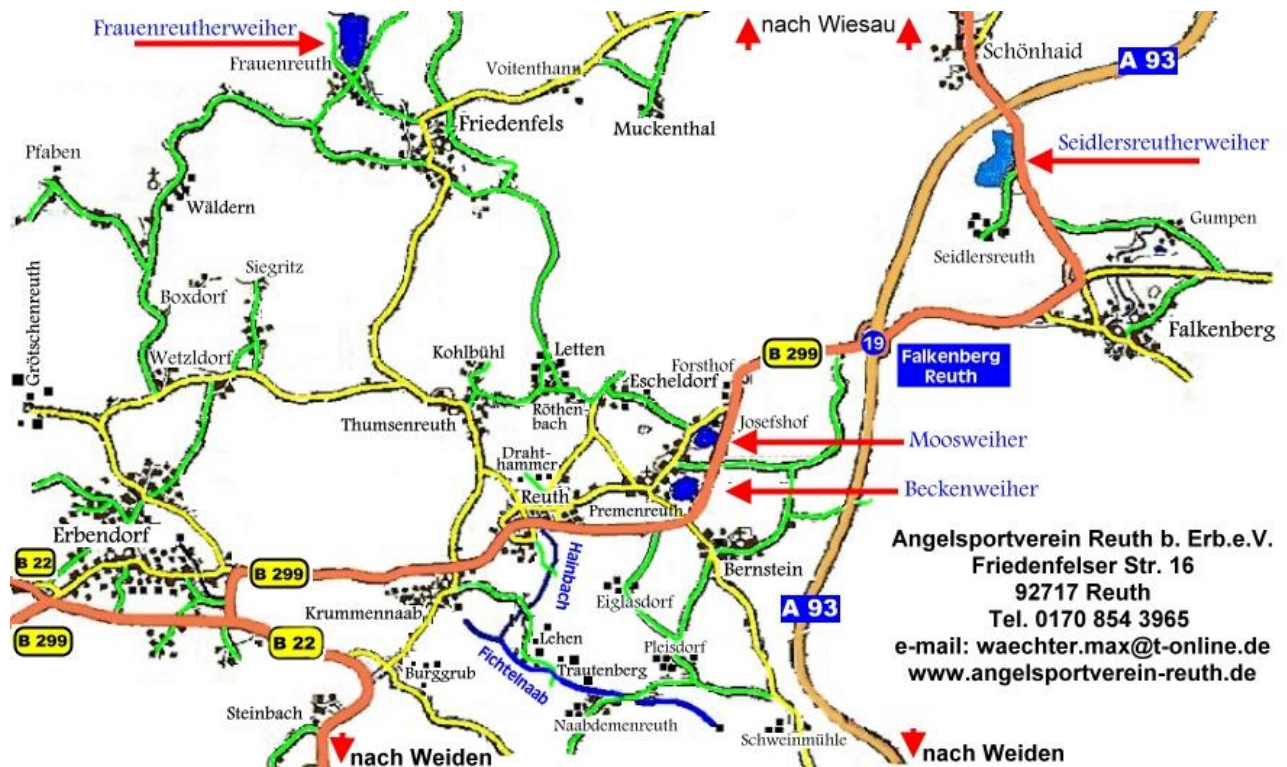 Frauenreutherweiher
nach Wiesau
Schönhaid
A 93
Frauenreuth
Voitenthann
Friedenfels
Muckenthal
Seidlersreutherweiher
Pfaben
Wäldern
Gumpen
Seidlersreuth
Siegritz
Boxdorf
Falkenberg
19
Falkenberg
Reuth
B 299
Grötschenreuth
Wetzldorf
Kohlbühl
Letten
Forsthof
Escheldorf
Thumsenreuth
Röthen-
bach
Josefshof
Moosweiher
Draht-
hammer
Reuth
Premenreuth
Beckenweiher
Erbendorf
B 22
B 299
Hainbach
Bernstein
Angelsportverein Reuth b. Erb.e.V.
Friedenfelser Str. 16
92717 Reuth
Tel. 0170 854 3965
e-mail: waechter.max@t-online.de
www.angelsportverein-reuth.de
Krummennaab
Eiglasdorf
A 93
B 299
B 22
Lehen
Pleisdorf
Burggrub
Fichtelnaab
Trautenberg
Steinbach
Naabdemenreuth
Schweinmühle
nach Weiden
nach Weiden